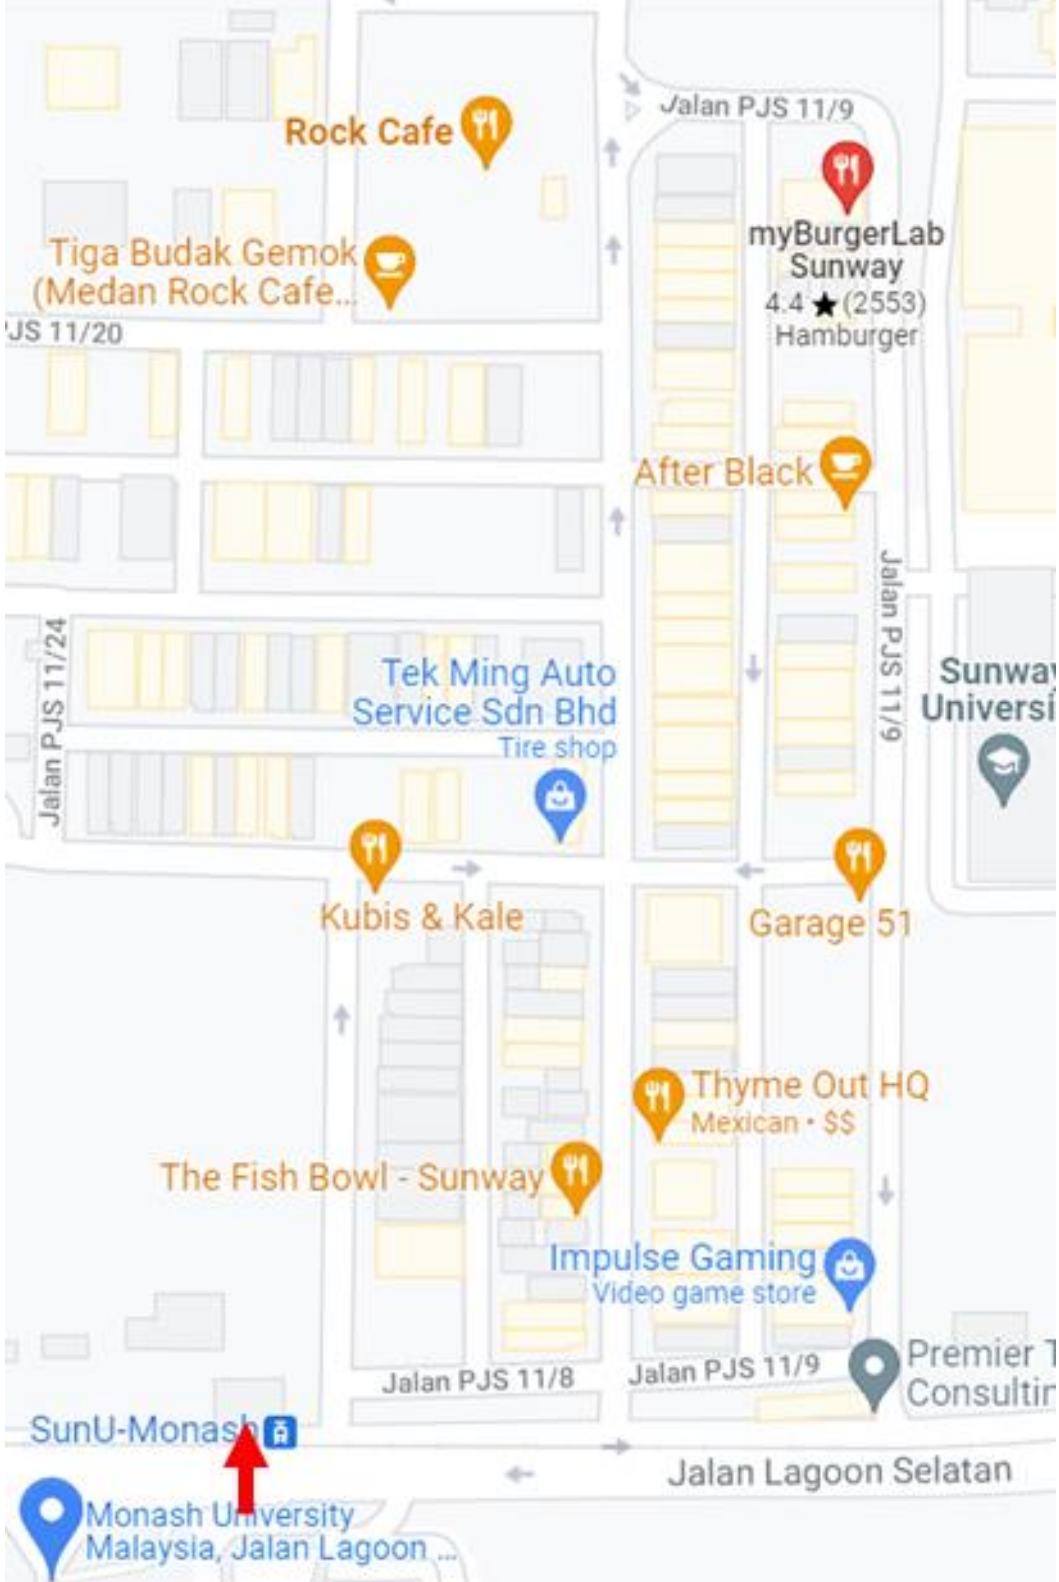 Jalan PJS 11/9
Rock Cafe
myBurgerLab
Sunway
4.4 ★ (2553)
Hamburger
Tiga Budak Gemok
(Medan Rock Cafe...
JS 11/20
After Black
Jalan PJS 11/9
Jalan PJS 11/24
Tek Ming Auto
Service Sdn Bhd
Tire shop
Sunway
Universi
Kubis & Kale
Garage 51
Thyme Out HQ
Mexican · $$
The Fish Bowl - Sunway
Impulse Gaming
Video game store
Premier T
Consultin
Jalan PJS 11/8
Jalan PJS 11/9
SunU-Monash
Jalan Lagoon Selatan
Monash University
Malaysia, Jalan Lagoon ...